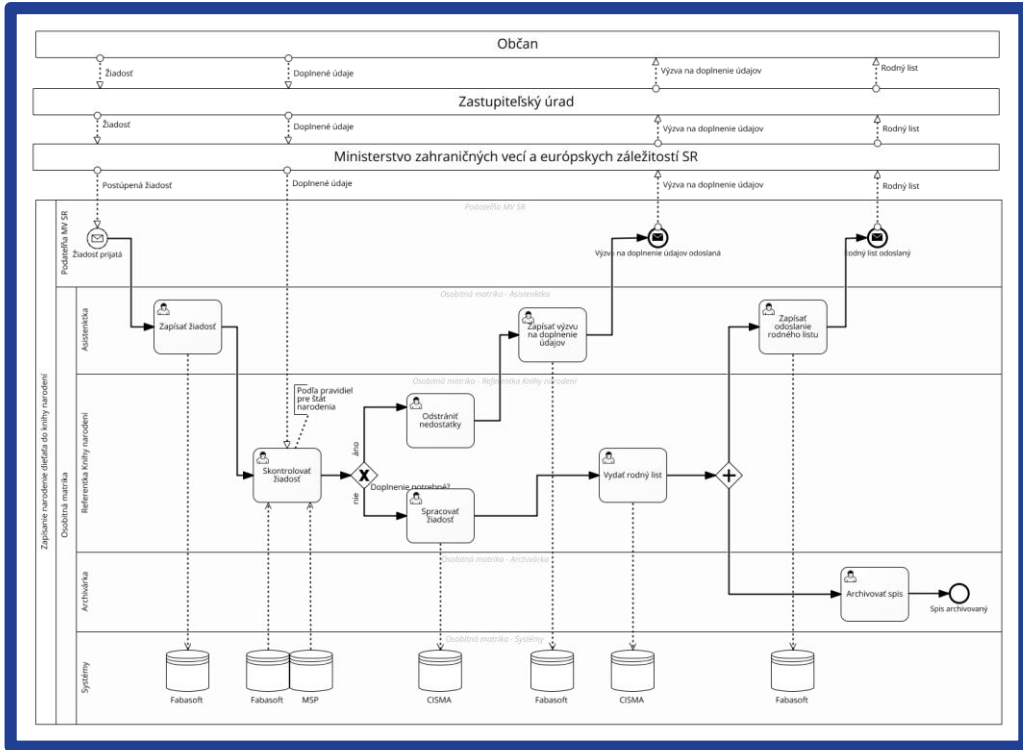 Občan
Žiadosť
Doplnené údaje
Výzva na doplnenie údajov
Rodný list
Zastupiteľský úrad
Žiadosť
Doplnené údaje
Výzva na doplnenie údajov
Rodný list
Ministerstvo zahraničných vecí a európskych záležitostí SR
Postúpená žiadosť
Doplnené údaje
Výzva na doplnenie údajov
Rodný list
Zapísanie narodenie dieťaťa do knihy narodení
Podateľňa MV SR
Podateľňa MV SR
Žiadosť prijatá
Výzva na doplnenie údajov odoslaná
Rodný list odoslaný
Osobitná matrika
Asistenktka
Osobitná matrika - Asistenktka
Zapísať žiadosť
Zapísať výzvu
na doplnenie
údajov
Zapísať
odoslanie
rodného listu
Referentka Knihy narodení
Osobitná matrika - Referentka Knihy narodení
Podľa pravidiel
pre štát
narodenia
Skontrolovať
žiadosť
áno
nie
Doplnenie potrebné?
Odstrániť
nedostatky
Spracovať
žiadosť
Vydať rodný list
Archivárka
Osobitná matrika - Archivárka
Archivovať spis
Spis archivovaný
Systémy
Osobitná matrika - Systémy
Fabasoft
Fabasoft
MSP
CISMA
Fabasoft
CISMA
Fabasoft